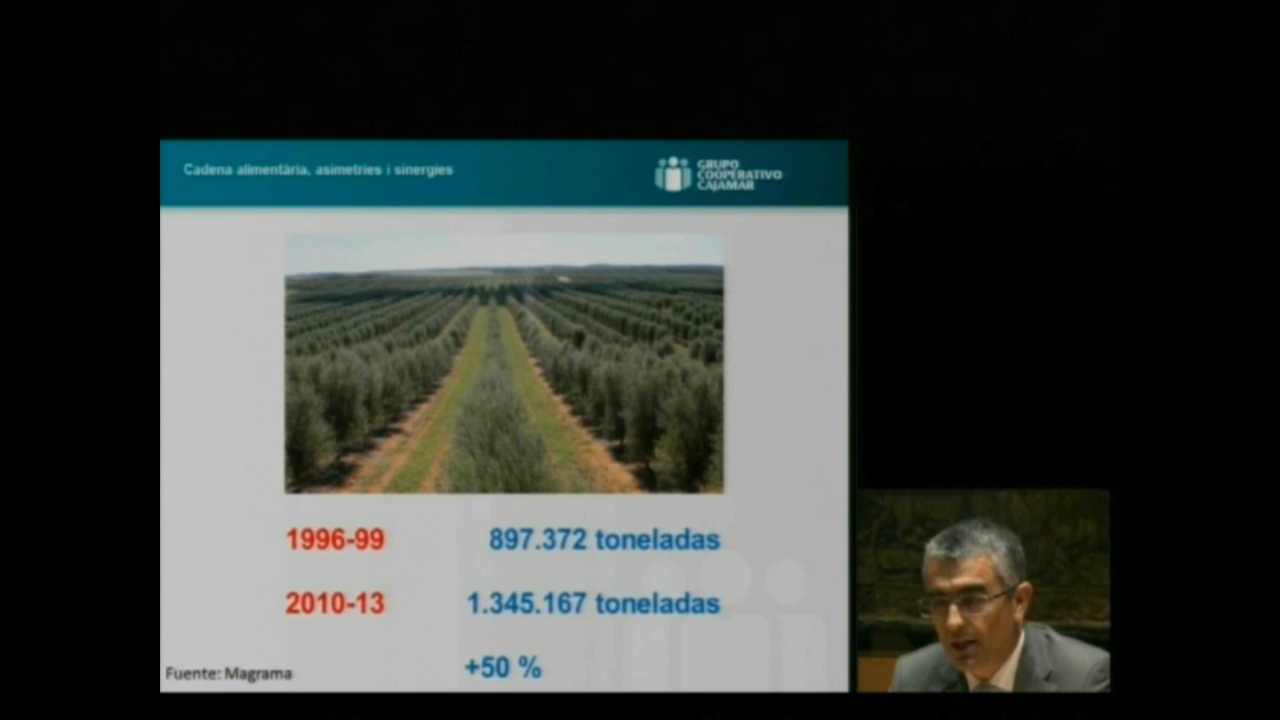 Cadena alimentària, asimetries i sinergies
GRUPO
COOPERATIVO
CAJAMAR
1996-99 897.372 toneladas
2010-13 1.345.167 toneladas
+50 %
Fuente: Magrama